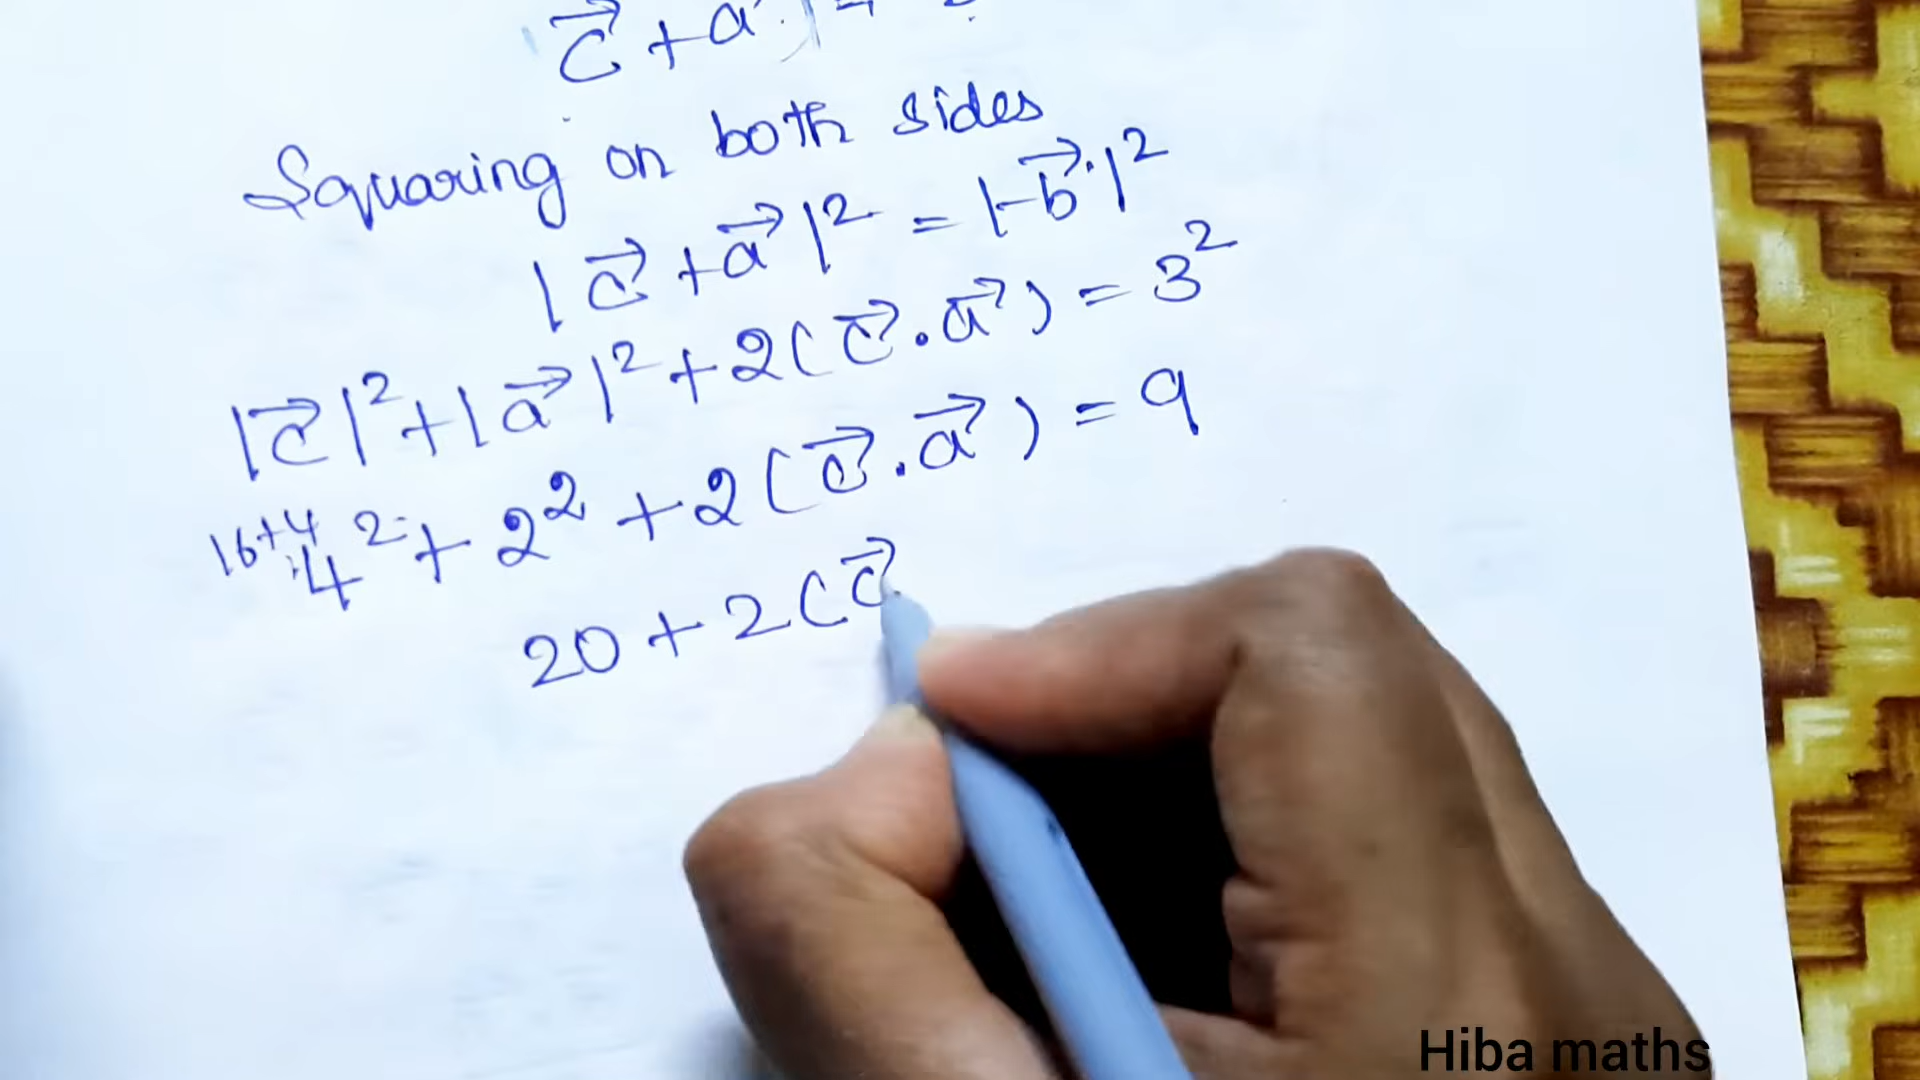 c⃗ + a⃗
Squaring on both sides
|c⃗ + a⃗|² = |-b⃗|²
|c⃗|² + |a⃗|² + 2(c⃗ . a⃗) = 3²
16+4
4² + 2² + 2(c⃗ . a⃗) = 9
20 + 2(c⃗
Hiba maths